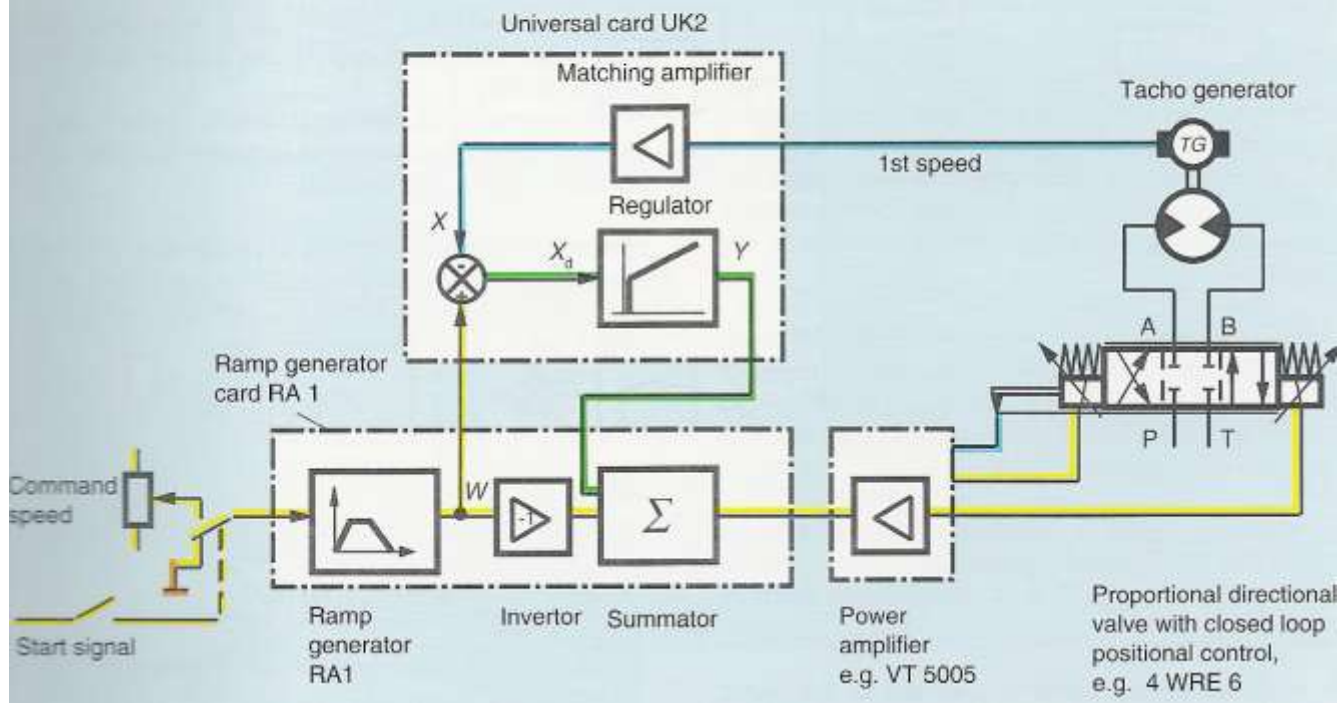 Universal card UK2
Matching amplifier
Tacho generator
TG
1st speed
Regulator
X
X_d
Y
-
+
A B
Ramp generator
card RA 1
P T
Command
speed
W
-1
Σ
Start signal
Ramp
generator
RA1
Invertor
Summator
Power
amplifier
e.g. VT 5005
Proportional directional
valve with closed loop
positional control,
e.g. 4 WRE 6